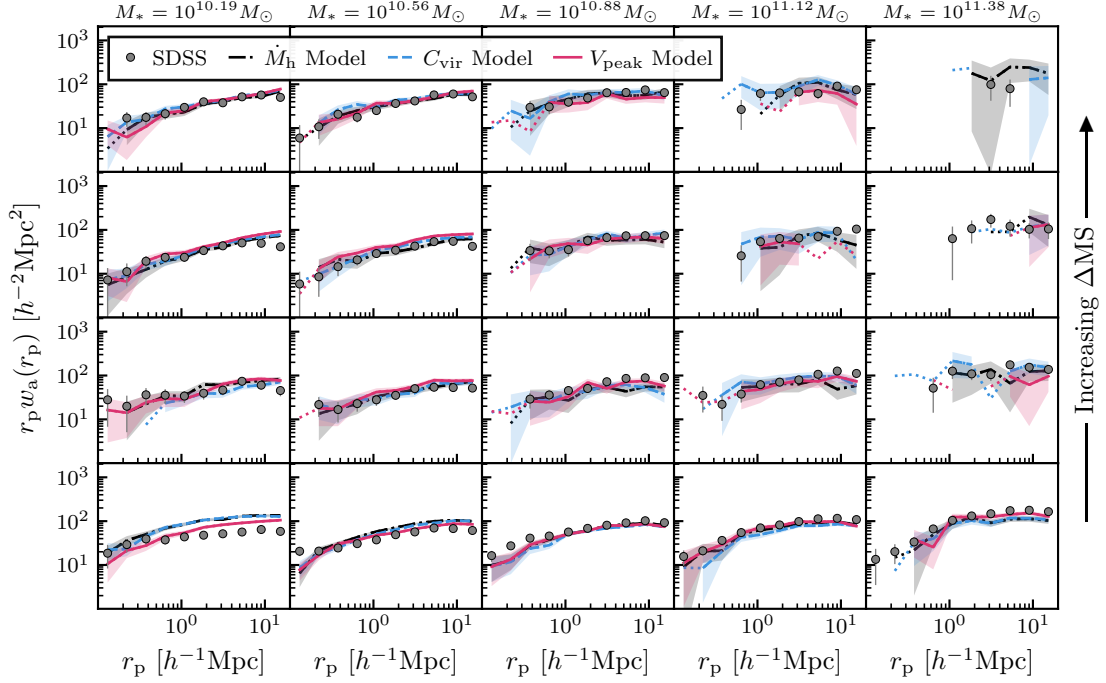 M* = 10^10.19 M⊙ M* = 10^10.56 M⊙ M* = 10^10.88 M⊙ M* = 10^11.12 M⊙ M* = 10^11.38 M⊙
SDSS Ṁh Model Cvir Model Vpeak Model
10^3
10^2
10^1
10^3
10^2
10^1
10^3
10^2
10^1
10^3
10^2
10^1
rp wa(rp) [h^−2Mpc^2]
Increasing ΔMS
10^0 10^1 10^0 10^1 10^0 10^1 10^0 10^1 10^0 10^1
rp [h^−1Mpc] rp [h^−1Mpc] rp [h^−1Mpc] rp [h^−1Mpc] rp [h^−1Mpc]